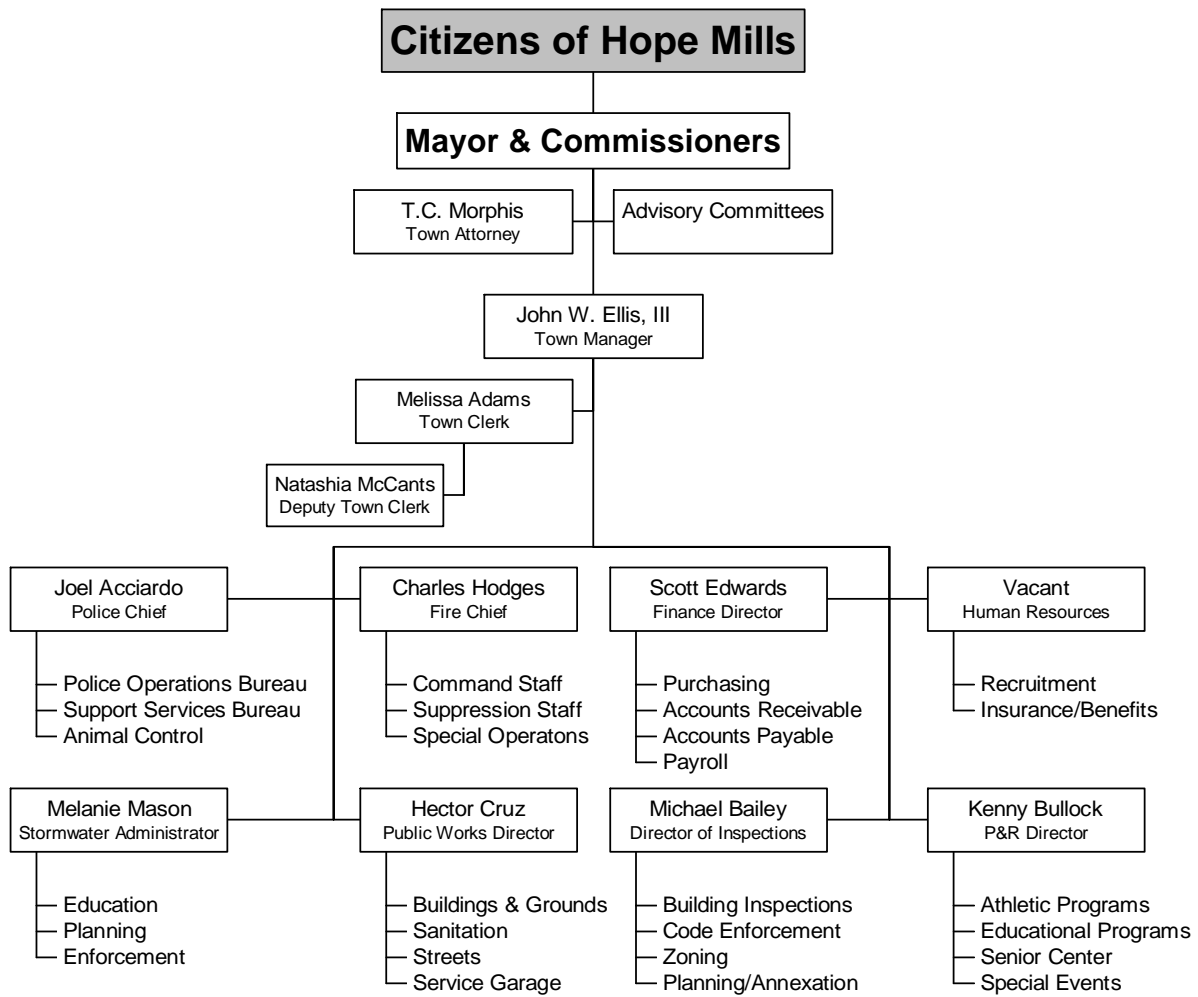 Citizens of Hope Mills
Mayor & Commissioners
T.C. Morphis
Town Attorney
Advisory Committees
John W. Ellis, III
Town Manager
Melissa Adams
Town Clerk
Natashia McCants
Deputy Town Clerk
Joel Acciardo
Police Chief
Police Operations Bureau
Support Services Bureau
Animal Control
Charles Hodges
Fire Chief
Command Staff
Suppression Staff
Special Operatons
Scott Edwards
Finance Director
Purchasing
Accounts Receivable
Accounts Payable
Payroll
Vacant
Human Resources
Recruitment
Insurance/Benefits
Melanie Mason
Stormwater Administrator
Education
Planning
Enforcement
Hector Cruz
Public Works Director
Buildings & Grounds
Sanitation
Streets
Service Garage
Michael Bailey
Director of Inspections
Building Inspections
Code Enforcement
Zoning
Planning/Annexation
Kenny Bullock
P&R Director
Athletic Programs
Educational Programs
Senior Center
Special Events